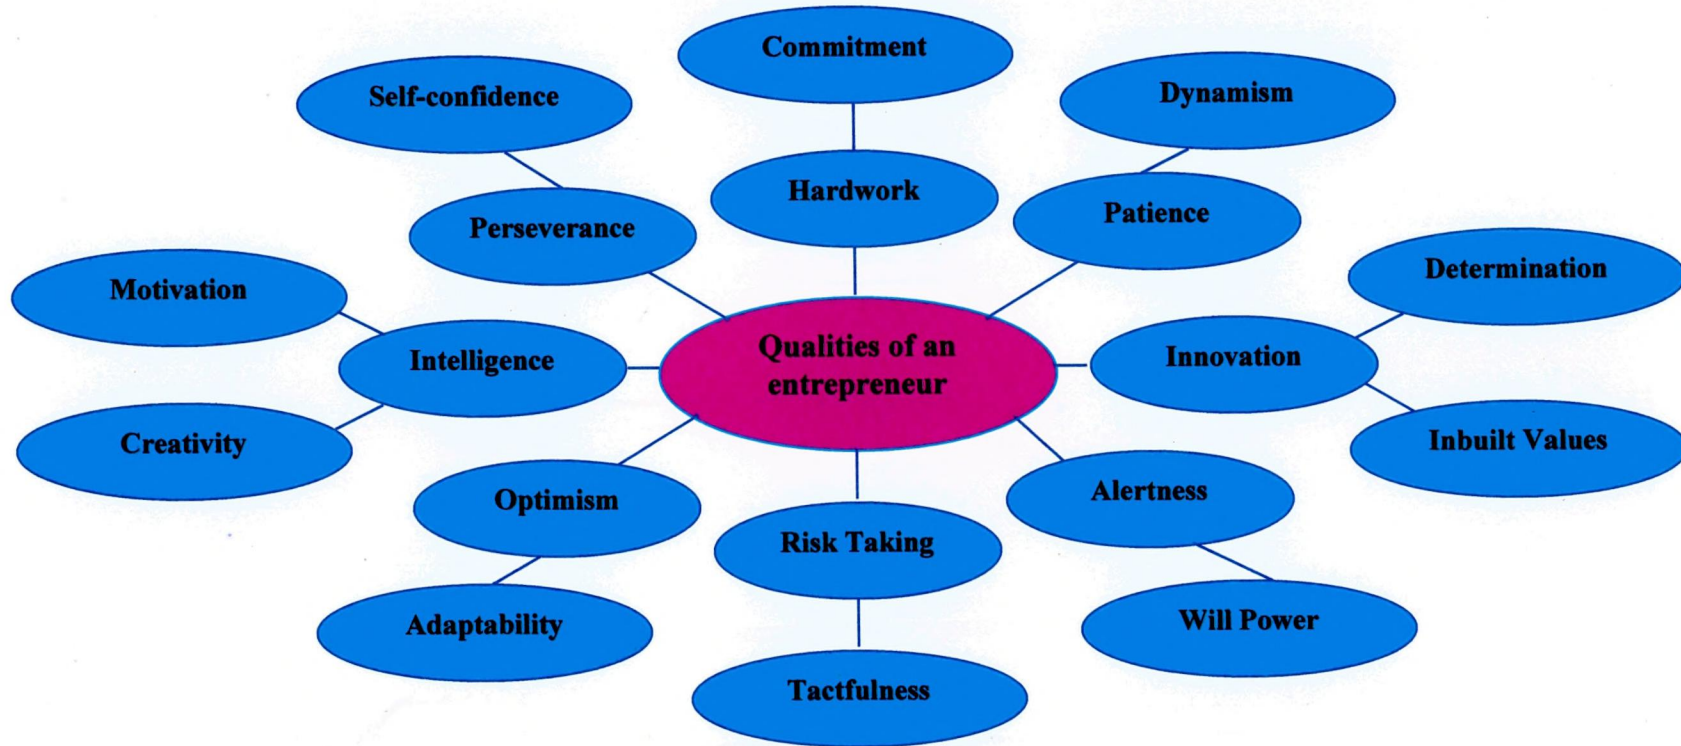 Commitment
Self-confidence
Dynamism
Hardwork
Perseverance
Patience
Motivation
Determination
Intelligence
Qualities of an
entrepreneur
Innovation
Creativity
Inbuilt Values
Optimism
Alertness
Risk Taking
Adaptability
Will Power
Tactfulness